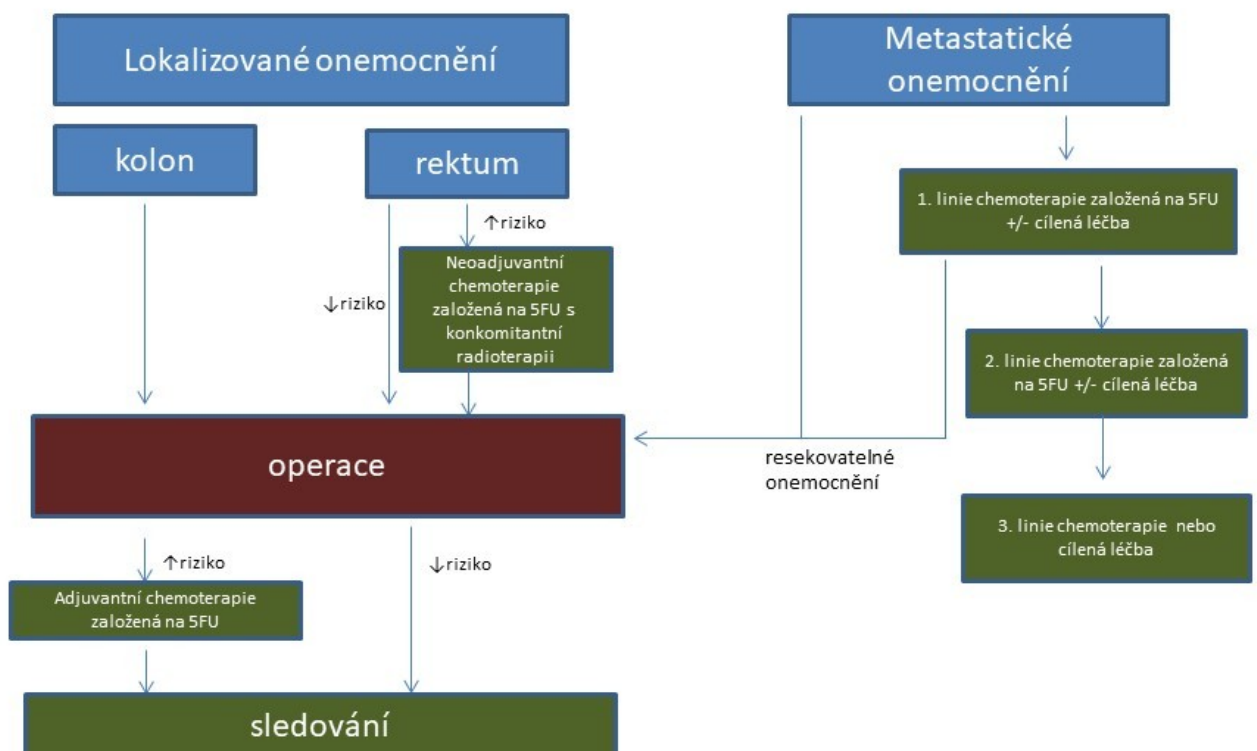 Lokalizované onemocnění
kolon
rektum
↑riziko
Neoadjuvantní
chemoterapie
založená na 5FU s
konkomitantní
radioterapii
↓riziko
operace
↑riziko
↓riziko
Adjuvantní chemoterapie
založená na 5FU
sledování
Metastatické
onemocnění
1. linie chemoterapie založená na 5FU
+/- cílená léčba
2. linie chemoterapie založená
na 5FU +/- cílená léčba
resekovatelné
onemocnění
3. linie chemoterapie nebo
cílená léčba